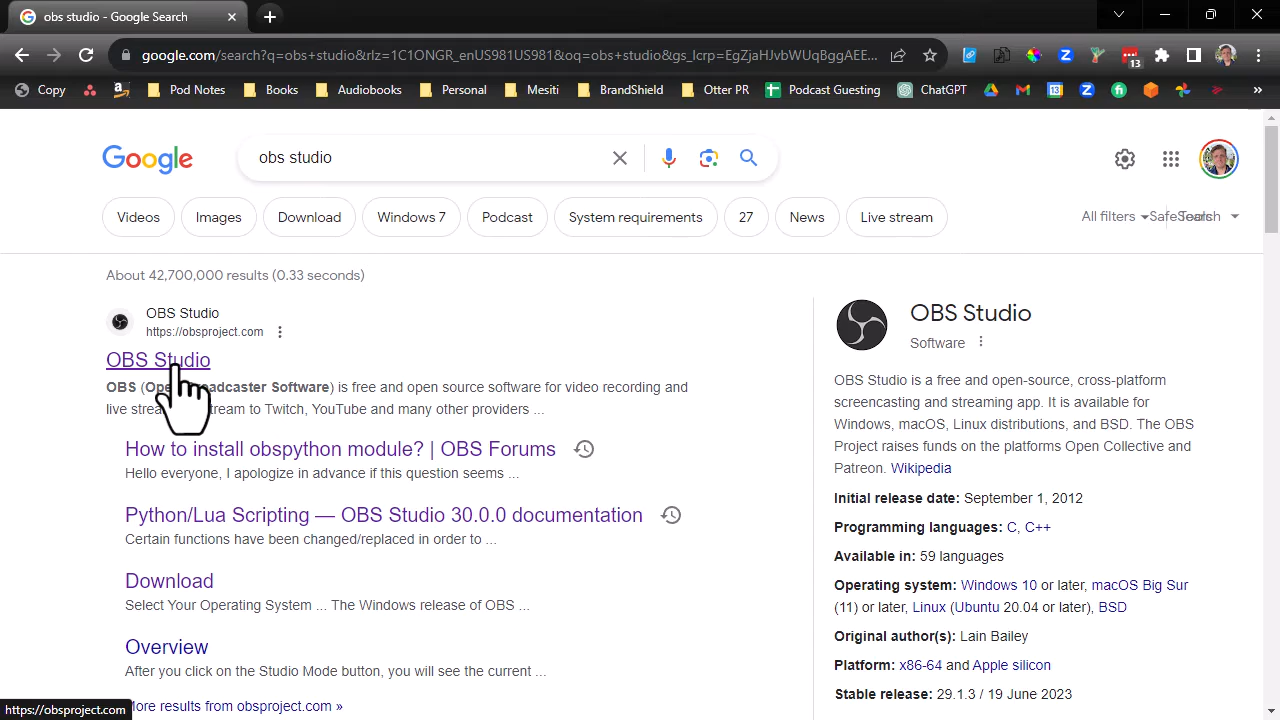 obs studio - Google Search
google.com/search?q=obs+studio&rlz=1C1ONGR_enUS981US981&oq=obs+studio&gs_lcrp=EgZjaHJvbWUqBggAEE...
13
Copy
Pod Notes
Books
Audiobooks
Personal
Mesiti
BrandShield
Otter PR
Podcast Guesting
ChatGPT
»
Google
obs studio
Videos
Images
Download
Windows 7
Podcast
System requirements
27
News
Live stream
All filters
SafeSearch
Tools
About 42,700,000 results (0.33 seconds)
OBS Studio
https://obsproject.com
OBS Studio
OBS (Open Broadcaster Software) is free and open source software for video recording and
live stream to Twitch, YouTube and many other providers ...
How to install obspython module? | OBS Forums
Hello everyone, I apologize in advance if this question seems ...
Python/Lua Scripting — OBS Studio 30.0.0 documentation
Certain functions have been changed/replaced in order to ...
Download
Select Your Operating System ... The Windows release of OBS ...
Overview
After you click on the Studio Mode button, you will see the current ...
More results from obsproject.com »
https://obsproject.com
OBS Studio
Software
OBS Studio is a free and open-source, cross-platform
screencasting and streaming app. It is available for
Windows, macOS, Linux distributions, and BSD. The OBS
Project raises funds on the platforms Open Collective and
Patreon. Wikipedia
Initial release date: September 1, 2012
Programming languages: C, C++
Available in: 59 languages
Operating system: Windows 10 or later, macOS Big Sur
(11) or later, Linux (Ubuntu 20.04 or later), BSD
Original author(s): Lain Bailey
Platform: x86-64 and Apple silicon
Stable release: 29.1.3 / 19 June 2023